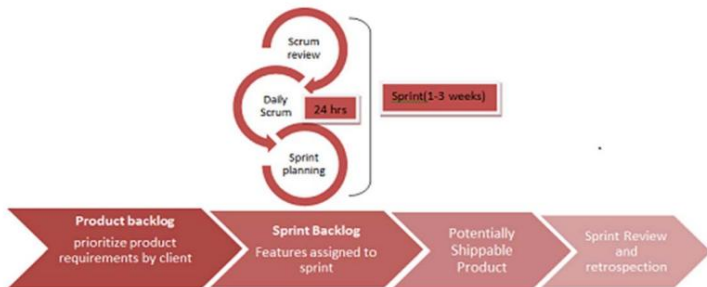 Scrum
review
Daily
Scrum
24 hrs
Sprint(1-3 weeks)
Sprint
planning
Product backlog
prioritize product
requirements by client
Sprint Backlog
Features assigned to
sprint
Potentially
Shippable
Product
Sprint Review
and
retrospection